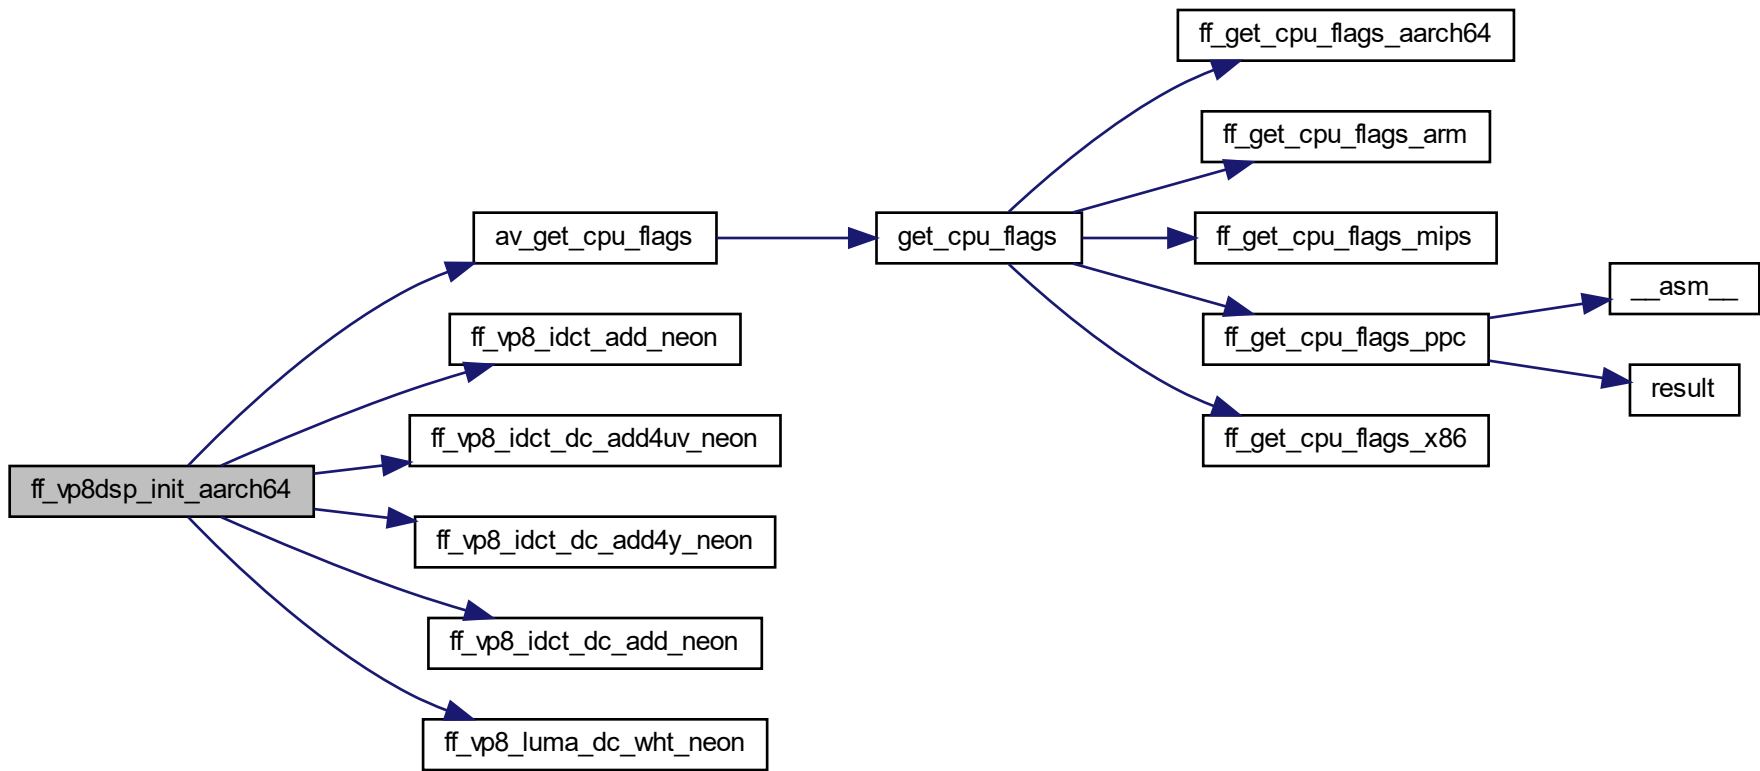 ff_vp8dsp_init_aarch64
av_get_cpu_flags
ff_vp8_idct_add_neon
ff_vp8_idct_dc_add4uv_neon
ff_vp8_idct_dc_add4y_neon
ff_vp8_idct_dc_add_neon
ff_vp8_luma_dc_wht_neon
get_cpu_flags
ff_get_cpu_flags_aarch64
ff_get_cpu_flags_arm
ff_get_cpu_flags_mips
ff_get_cpu_flags_ppc
ff_get_cpu_flags_x86
__asm__
result